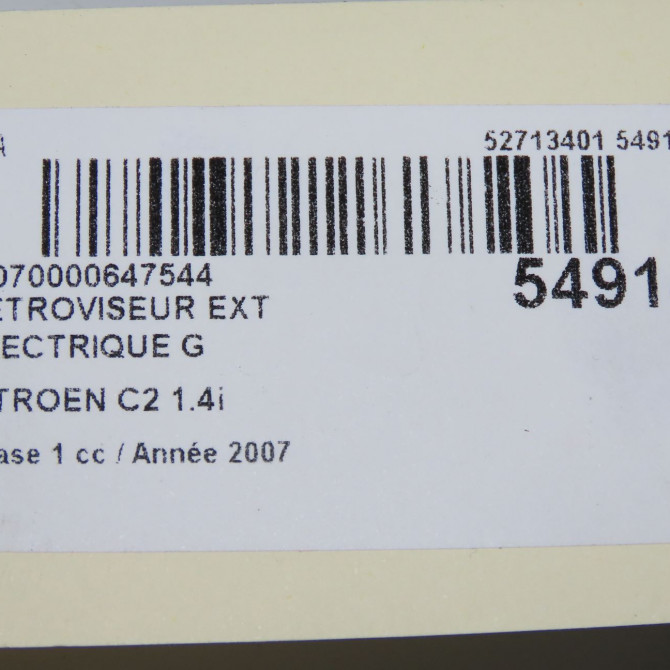 A 52713401 5491
070000647544 5491
ETROVISEUR EXT
ECTRIQUE G
TROEN C2 1.4i
ase 1 cc / Année 2007